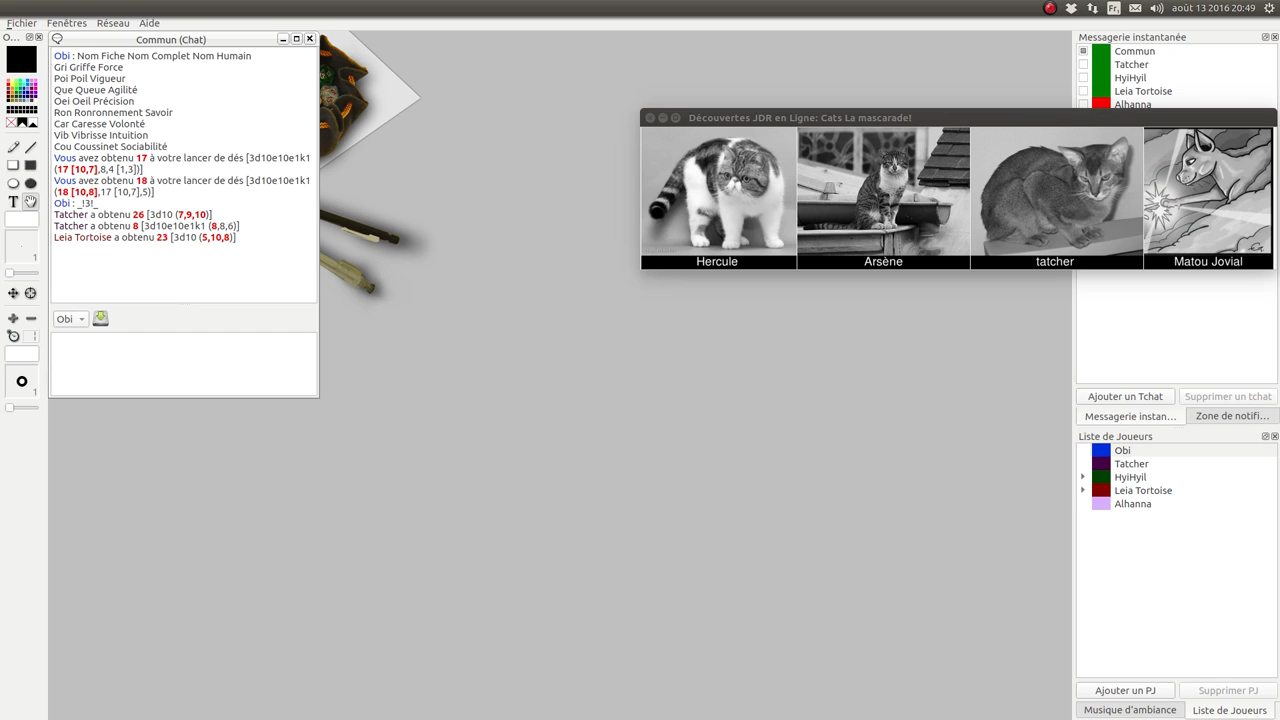 Fr,
août 13 2016 20:49
Fichier Fenêtres Réseau Aide
O...
Commun (Chat)
Obi : Nom Fiche Nom Complet Nom Humain
Gri Griffe Force
Poi Poil Vigueur
Que Queue Agilité
Oei Oeil Précision
Ron Ronronnement Savoir
Car Caresse Volonté
Vib Vibrisse Intuition
Cou Coussinet Sociabilité
Vous avez obtenu 17 à votre lancer de dés [3d10e10e1k1
(17 [10,7],8,4 [1,3])]
Vous avez obtenu 18 à votre lancer de dés [3d10e10e1k1
(18 [10,8],17 [10,7],5)]
Obi : _!3!_
Tatcher a obtenu 26 [3d10 (7,9,10)]
Tatcher a obtenu 8 [3d10e10e1k1 (8,8,6)]
Leia Tortoise a obtenu 23 [3d10 (5,10,8)]
Obi
T
1
1
1
Découvertes JDR en Ligne: Cats La mascarade!
Hercule
Arsène
tatcher
Matou Jovial
Messagerie instantanée
Commun
Tatcher
HyiHyil
Leia Tortoise
Alhanna
Ajouter un Tchat
Supprimer un tchat
Messagerie instan...
Zone de notifi...
Liste de Joueurs
Obi
Tatcher
HyiHyil
Leia Tortoise
Alhanna
Ajouter un PJ
Supprimer PJ
Musique d'ambiance
Liste de Joueurs